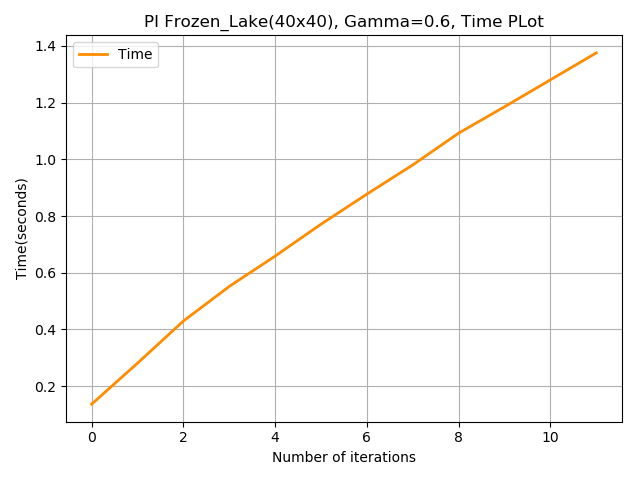 PI Frozen_Lake(40x40), Gamma=0.6, Time PLot
Time
1.4
1.2
1.0
0.8
0.6
0.4
0.2
Time(seconds)
0 2 4 6 8 10
Number of iterations